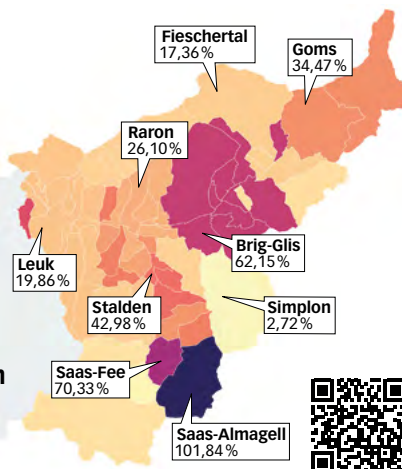 Fieschertal
17,36 %
Goms
34,47 %
Raron
26,10 %
Brig-Glis
62,15 %
Leuk
19,86 %
Stalden
42,98 %
Simplon
2,72 %
Saas-Fee
70,33 %
Saas-Almagell
101,84 %